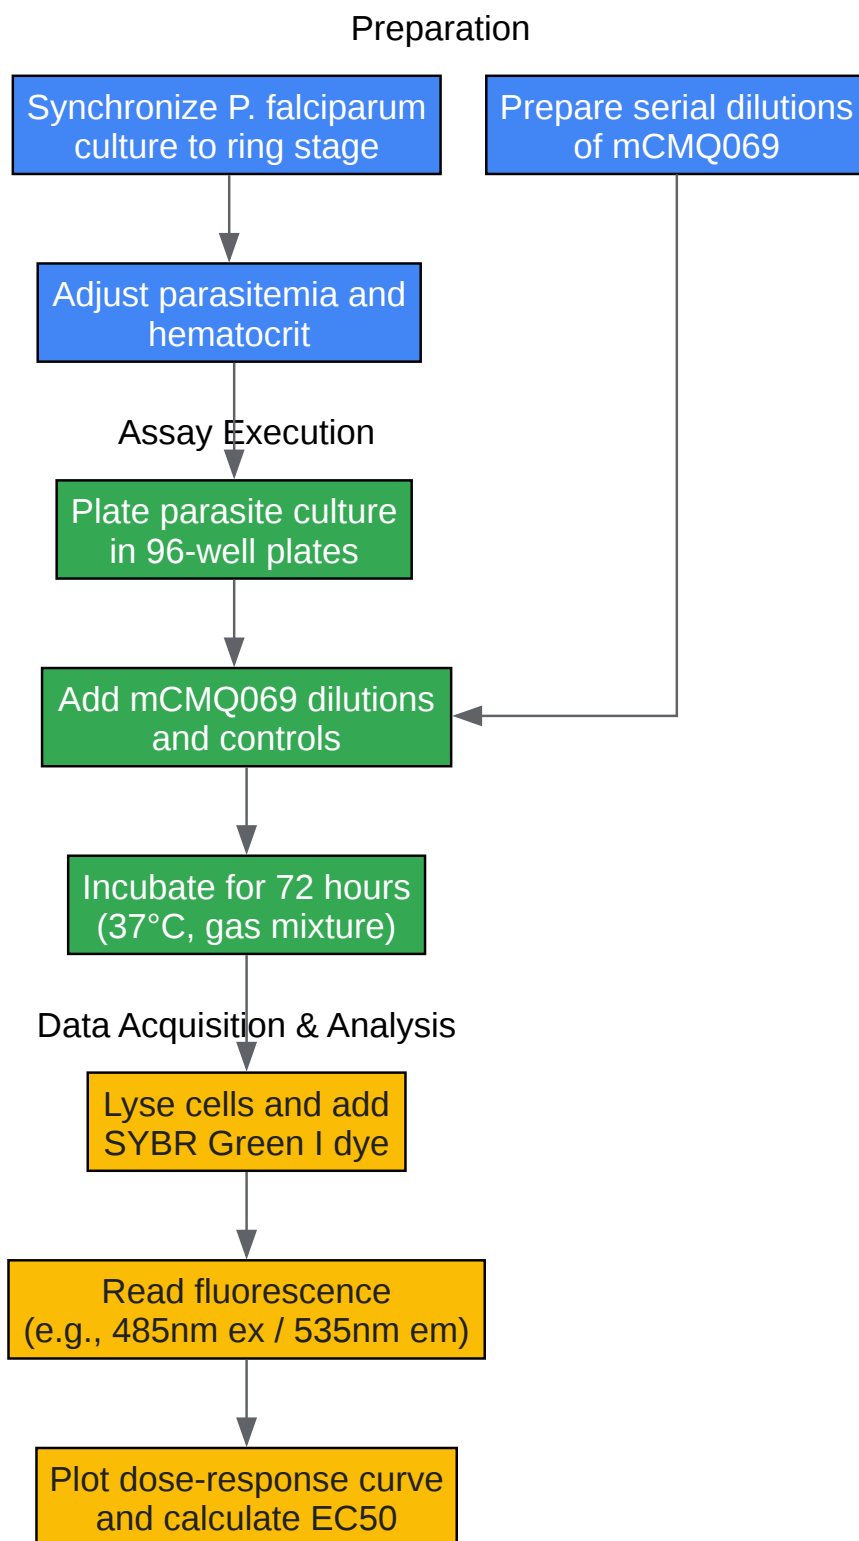 Preparation
Synchronize P. falciparum
culture to ring stage
Prepare serial dilutions
of mCMQ069
Adjust parasitemia and
hematocrit
Assay Execution
Plate parasite culture
in 96-well plates
Add mCMQ069 dilutions
and controls
Incubate for 72 hours
(37°C, gas mixture)
Data Acquisition & Analysis
Lyse cells and add
SYBR Green I dye
Read fluorescence
(e.g., 485nm ex / 535nm em)
Plot dose-response curve
and calculate EC50